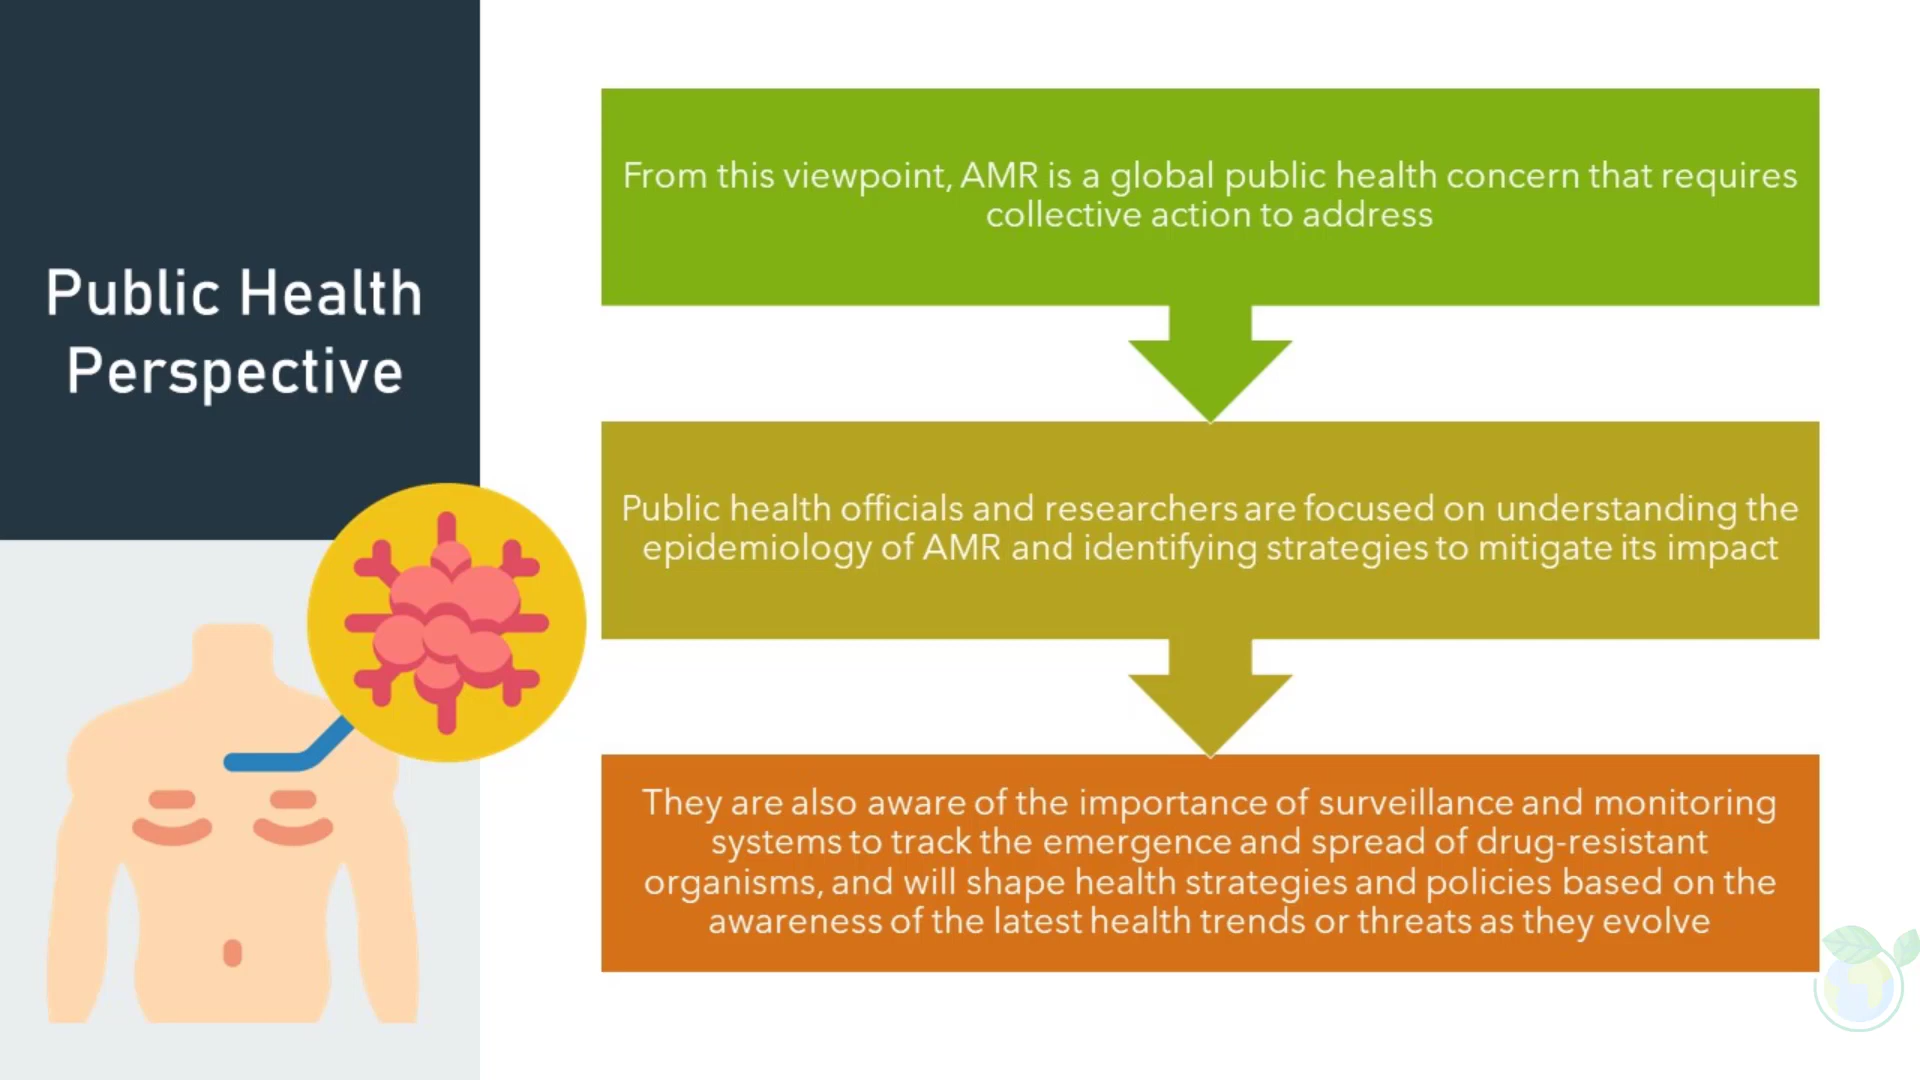 Public Health
Perspective
From this viewpoint, AMR is a global public health concern that requires
collective action to address
Public health officials and researchers are focused on understanding the
epidemiology of AMR and identifying strategies to mitigate its impact
They are also aware of the importance of surveillance and monitoring
systems to track the emergence and spread of drug-resistant
organisms, and will shape health strategies and policies based on the
awareness of the latest health trends or threats as they evolve